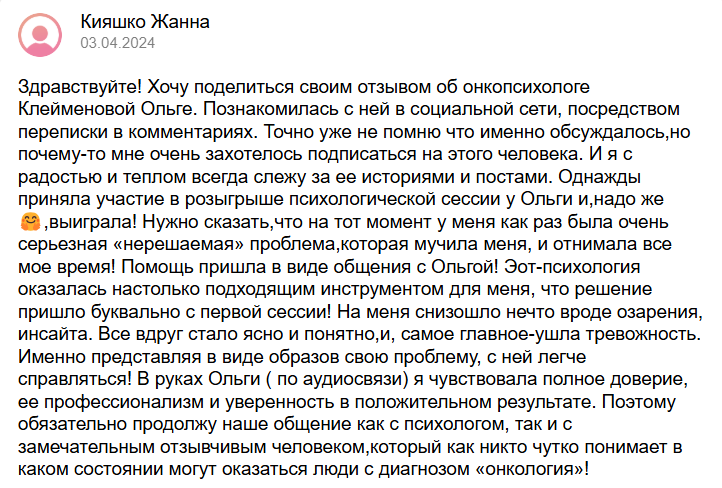 Кияшко Жанна
03.04.2024
Здравствуйте! Хочу поделиться своим отзывом об онкопсихологе
Клейменовой Ольге. Познакомилась с ней в социальной сети, посредством
переписки в комментариях. Точно уже не помню что именно обсуждалось,но
почему-то мне очень захотелось подписаться на этого человека. И я с
радостью и теплом всегда слежу за ее историями и постами. Однажды
приняла участие в розыгрыше психологической сессии у Ольги и,надо же
🤗,выиграла! Нужно сказать,что на тот момент у меня как раз была очень
серьезная «нерешаемая» проблема,которая мучила меня, и отнимала все
мое время! Помощь пришла в виде общения с Ольгой! Эот-психология
оказалась настолько подходящим инструментом для меня, что решение
пришло буквально с первой сессии! На меня снизошло нечто вроде озарения,
инсайта. Все вдруг стало ясно и понятно,и, самое главное-ушла тревожность.
Именно представляя в виде образов свою проблему, с ней легче
справляться! В руках Ольги ( по аудиосвязи) я чувствовала полное доверие,
ее профессионализм и уверенность в положительном результате. Поэтому
обязательно продолжу наше общение как с психологом, так и с
замечательным отзывчивым человеком,который как никто чутко понимает в
каком состоянии могут оказаться люди с диагнозом «онкология»!